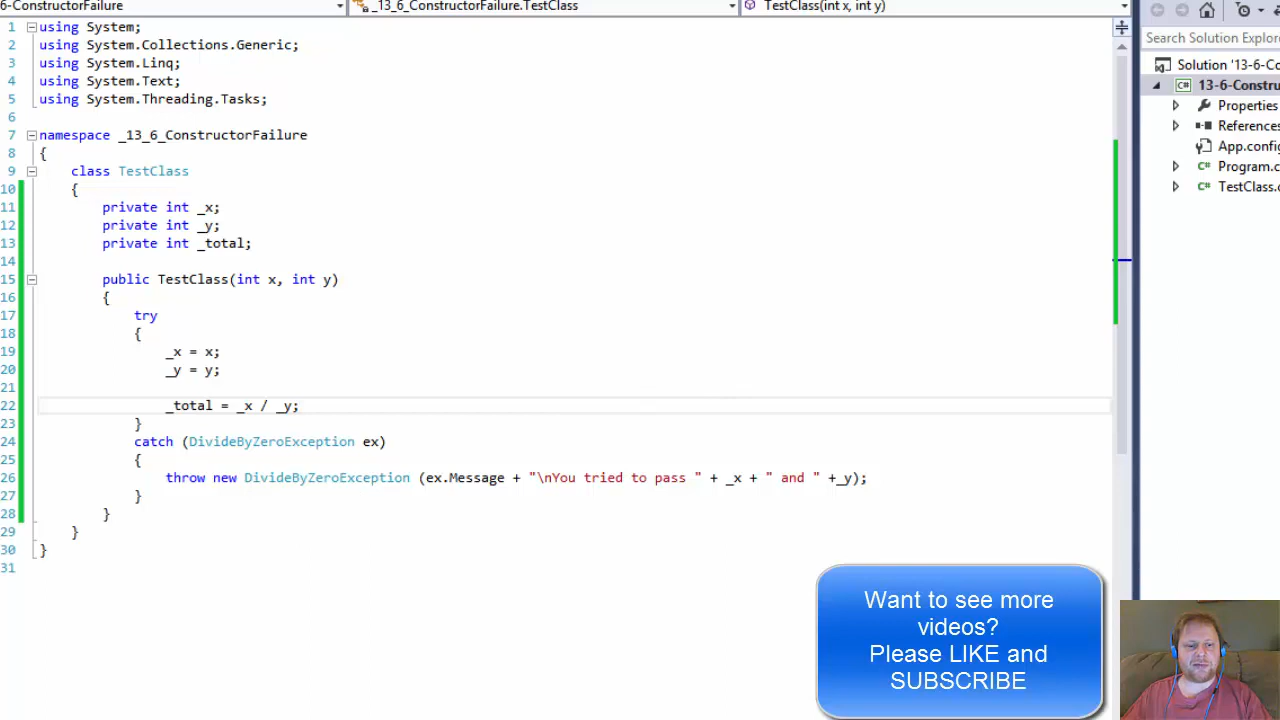 6-ConstructorFailure
_13_6_ConstructorFailure.TestClass
TestClass(int x, int y)
1 using System;
2 using System.Collections.Generic;
3 using System.Linq;
4 using System.Text;
5 using System.Threading.Tasks;
6
7 namespace _13_6_ConstructorFailure
8 {
9 class TestClass
10 {
11 private int _x;
12 private int _y;
13 private int _total;
14
15 public TestClass(int x, int y)
16 {
17 try
18 {
19 _x = x;
20 _y = y;
21
22 _total = _x / _y;
23 }
24 catch (DivideByZeroException ex)
25 {
26 throw new DivideByZeroException (ex.Message + "\nYou tried to pass " + _x + " and " +_y);
27 }
28 }
29 }
30 }
31
Search Solution Explor
Solution '13-6-Co
C# 13-6-Constru
Properties
References
App.config
C# Program.c
C# TestClass.c
Want to see more
videos?
Please LIKE and
SUBSCRIBE